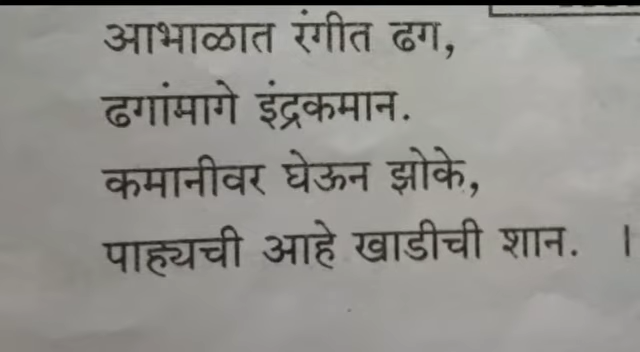 आभाळात रंगीत ढग,
ढगांमागे इंद्रकमान.
कमानीवर घेऊन झोके,
पाह्यची आहे खाडीची शान. ।